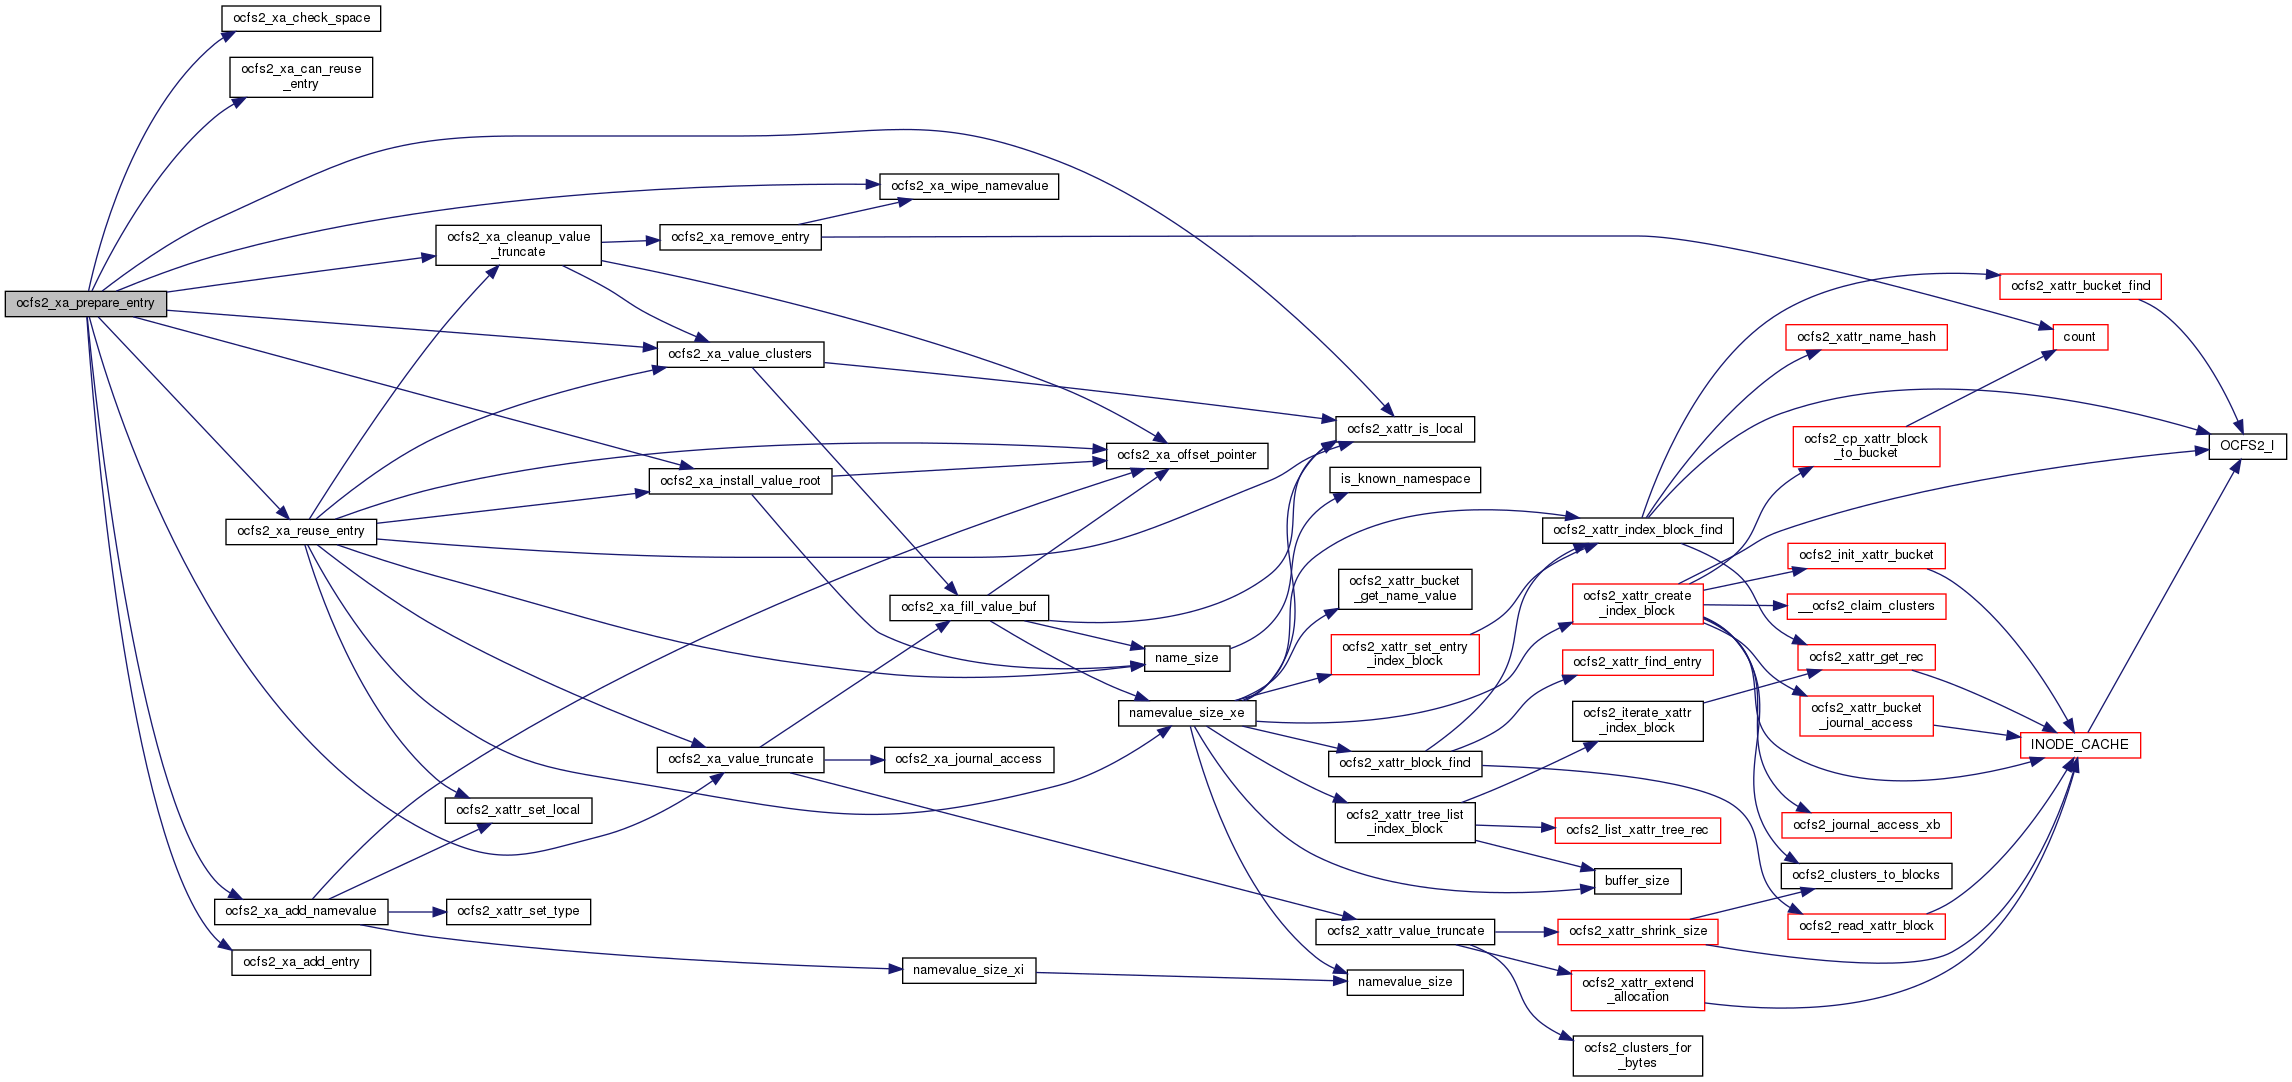 ocfs2_xa_check_space
ocfs2_xa_can_reuse
_entry
ocfs2_xa_wipe_namevalue
ocfs2_xa_cleanup_value
_truncate
ocfs2_xa_remove_entry
ocfs2_xattr_bucket_find
ocfs2_xa_prepare_entry
ocfs2_xattr_name_hash
count
ocfs2_xa_value_clusters
ocfs2_xattr_is_local
ocfs2_cp_xattr_block
_to_bucket
OCFS2_I
ocfs2_xa_offset_pointer
ocfs2_xa_install_value_root
is_known_namespace
ocfs2_xa_reuse_entry
ocfs2_xattr_index_block_find
ocfs2_init_xattr_bucket
ocfs2_xattr_bucket
_get_name_value
ocfs2_xattr_create
_index_block
ocfs2_xa_fill_value_buf
__ocfs2_claim_clusters
name_size
ocfs2_xattr_set_entry
_index_block
ocfs2_xattr_find_entry
ocfs2_xattr_get_rec
namevalue_size_xe
ocfs2_iterate_xattr
_index_block
ocfs2_xattr_bucket
_journal_access
INODE_CACHE
ocfs2_xa_value_truncate
ocfs2_xa_journal_access
ocfs2_xattr_block_find
ocfs2_xattr_set_local
ocfs2_xattr_tree_list
_index_block
ocfs2_list_xattr_tree_rec
ocfs2_journal_access_xb
buffer_size
ocfs2_clusters_to_blocks
ocfs2_xa_add_namevalue
ocfs2_xattr_set_type
ocfs2_xattr_value_truncate
ocfs2_xattr_shrink_size
ocfs2_read_xattr_block
ocfs2_xa_add_entry
namevalue_size_xi
namevalue_size
ocfs2_xattr_extend
_allocation
ocfs2_clusters_for
_bytes